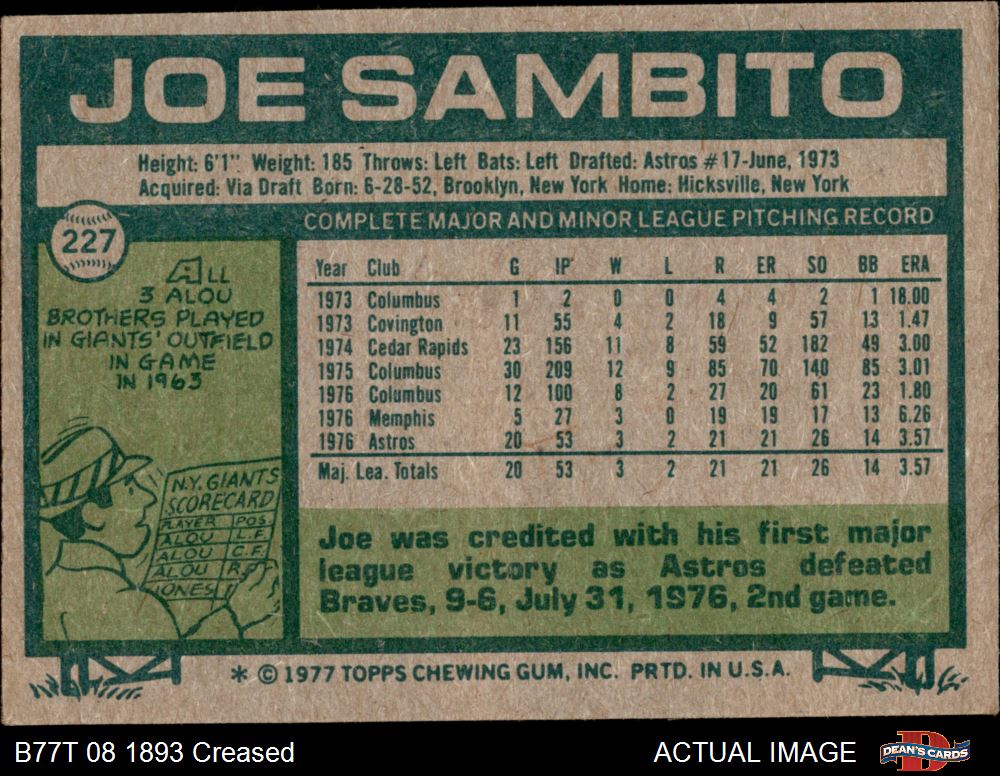 JOE SAMBITO
Height: 6'1" Weight: 185 Throws: Left Bats: Left Drafted: Astros #17-June, 1973
Acquired: Via Draft Born: 6-28-52, Brooklyn, New York Home: Hicksville, New York
227
COMPLETE MAJOR AND MINOR LEAGUE PITCHING RECORD
Year Club G IP W L R ER SO BB ERA
1973 Columbus 1 2 0 0 4 4 2 1 18.00
1973 Covington 11 55 4 2 18 9 57 13 1.47
1974 Cedar Rapids 23 156 11 8 59 52 182 49 3.00
1975 Columbus 30 209 12 9 85 70 140 85 3.01
1976 Columbus 12 100 8 2 27 20 61 23 1.80
1976 Memphis 5 27 3 0 19 19 17 13 6.26
1976 Astros 20 53 3 2 21 21 26 14 3.57
Maj. Lea. Totals 20 53 3 2 21 21 26 14 3.57
ALL
3 ALOU
BROTHERS PLAYED
IN GIANTS' OUTFIELD
IN GAME
IN 1963
N.Y. GIANTS
SCORECARD
PLAYER POS.
ALOU L.F.
ALOU C.F.
ALOU R.F.
JONES
Joe was credited with his first major
league victory as Astros defeated
Braves, 9-6, July 31, 1976, 2nd game.
* © 1977 TOPPS CHEWING GUM, INC. PRTD. IN U.S.A.
B77T 08 1893 Creased
ACTUAL IMAGE
DEAN'S CARDS